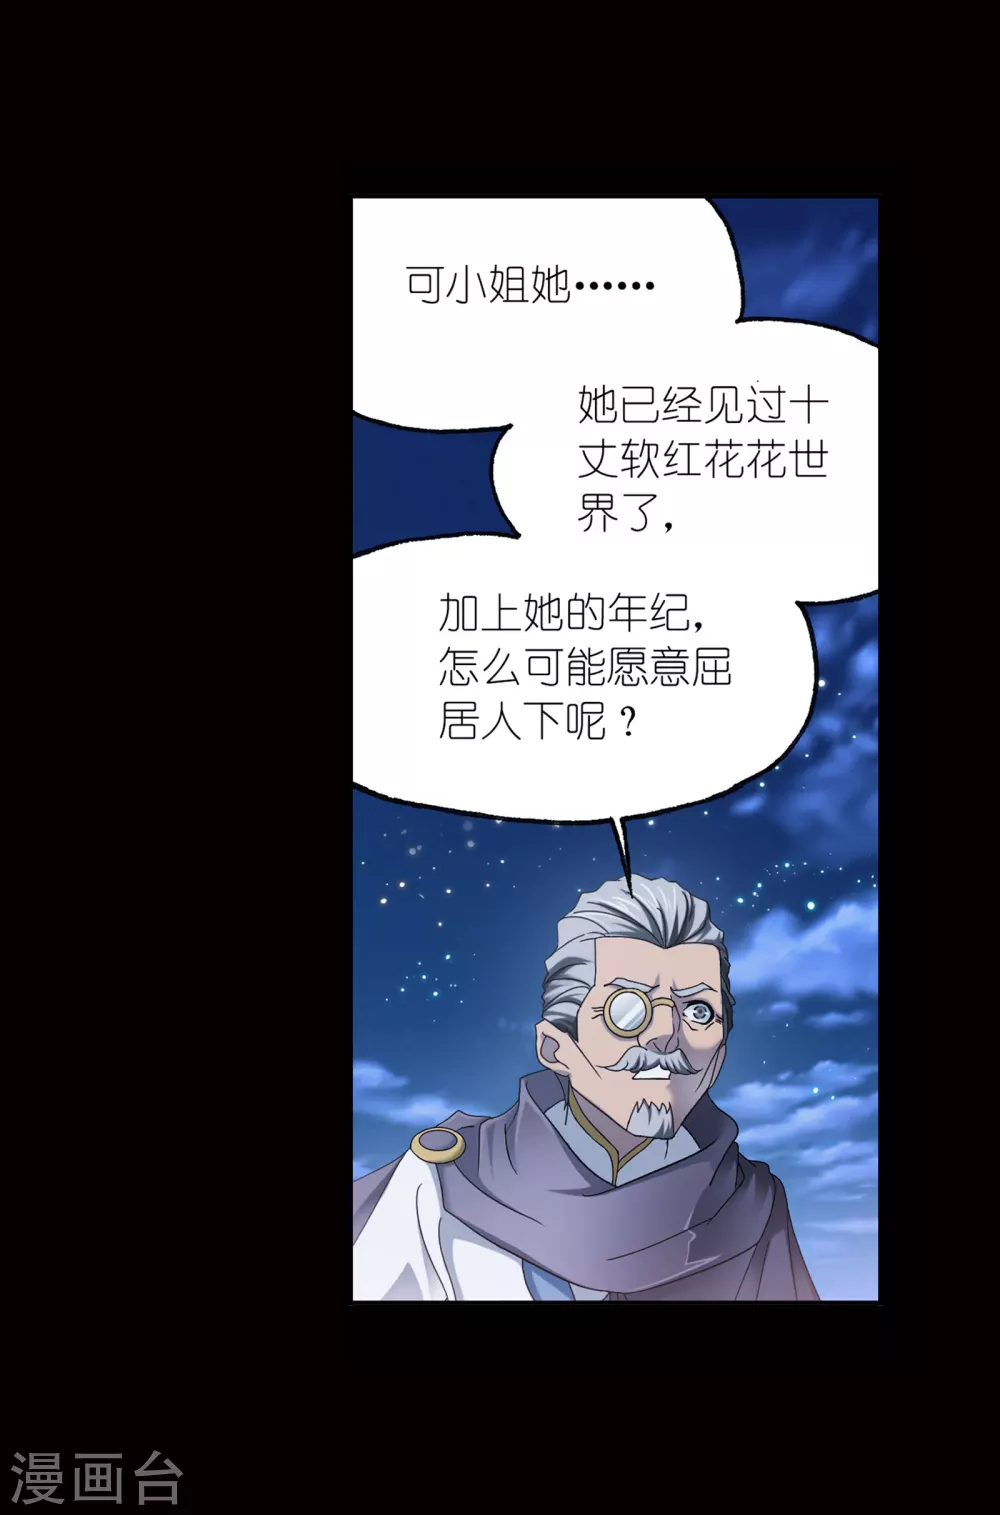 可小姐她……
她已经见过十
丈软红花花世
界了，
加上她的年纪，
怎么可能愿意屈
居人下呢？
漫画台